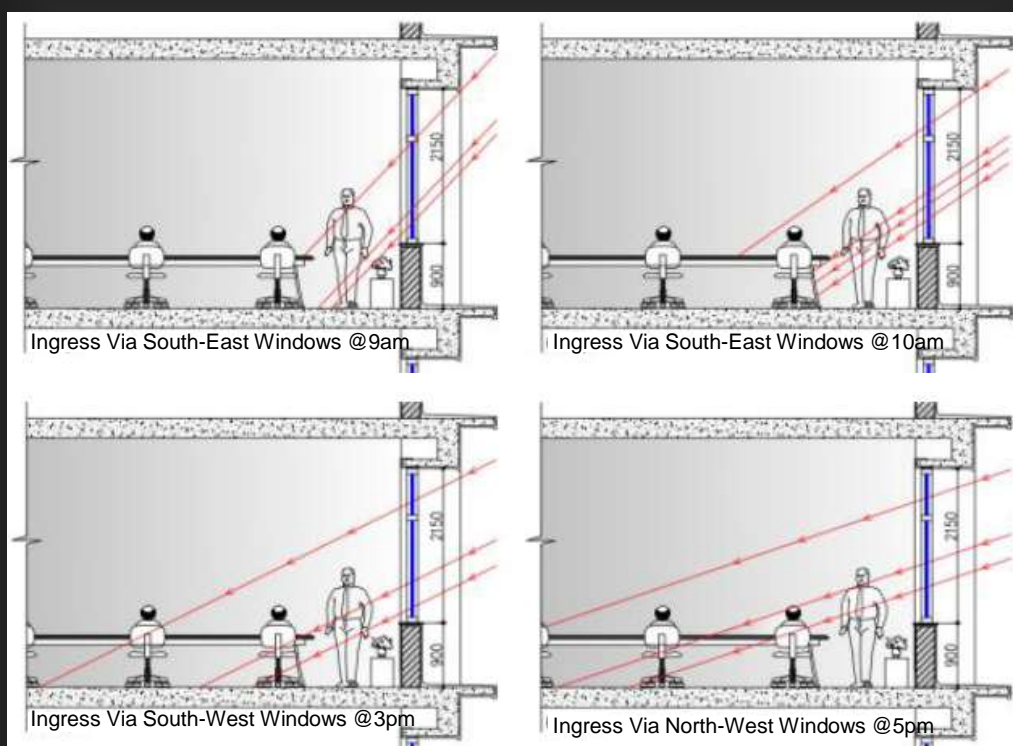 2150
900
Ingress Via South-East Windows @9am
2150
900
Ingress Via South-East Windows @10am
2150
900
Ingress Via South-West Windows @3pm
2150
900
Ingress Via North-West Windows @5pm